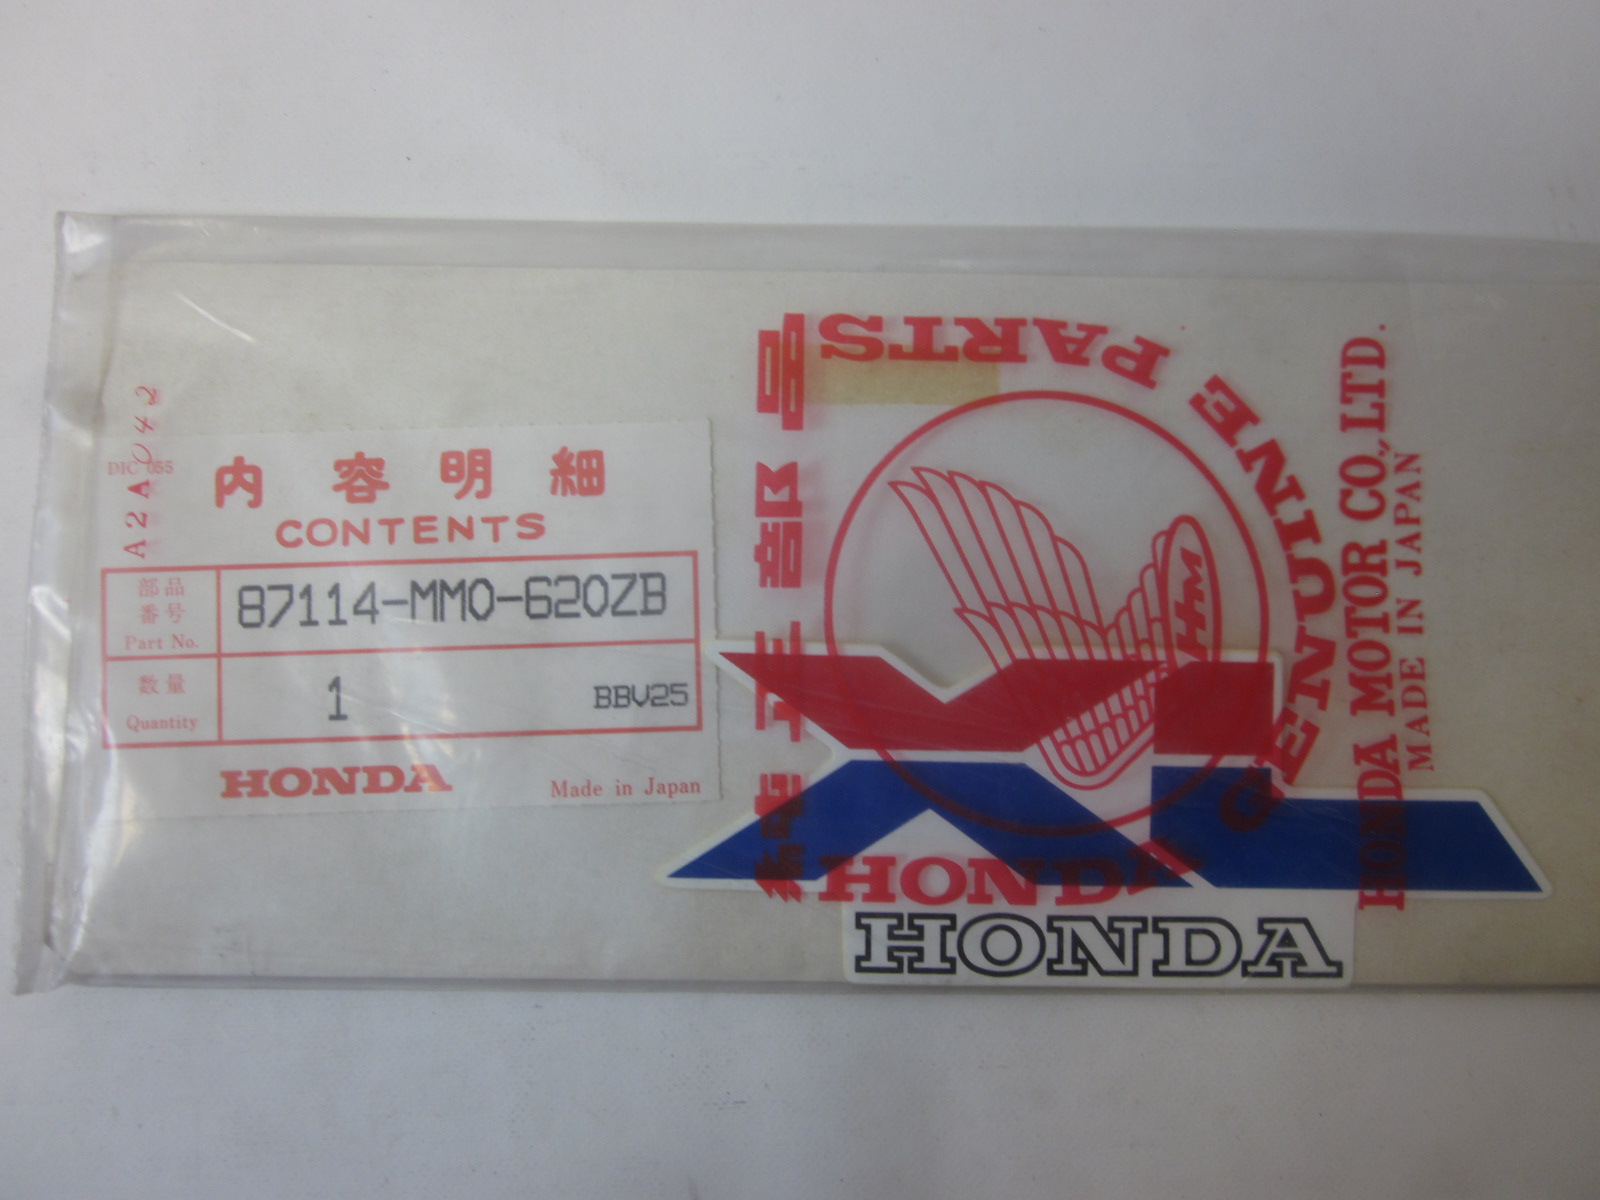 A2A042
DIC 055
内容明細
CONTENTS
部品
番号
Part No.
87114-MM0-620ZB
数量
Quantity
1
BBV25
HONDA
Made in Japan
純正部品
HONDA GENUINE PARTS
HM
HONDA MOTOR CO., LTD.
MADE IN JAPAN
XL
HONDA